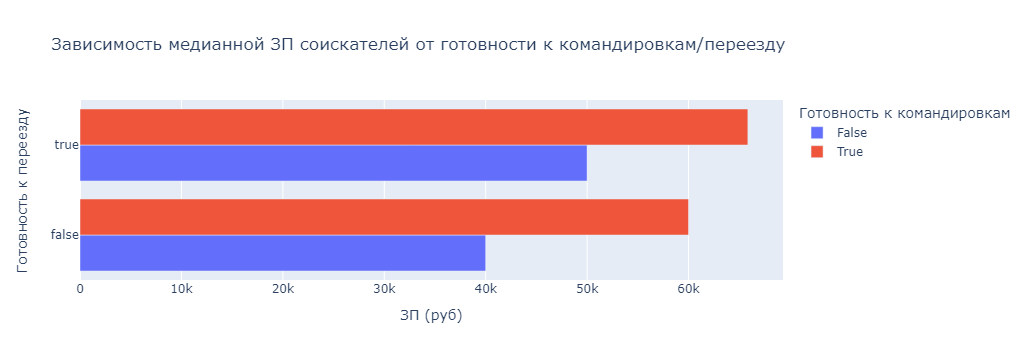 Зависимость медианной ЗП соискателей от готовности к командировкам/переезду
Готовность к переезду
true
false
0
10k
20k
30k
40k
50k
60k
ЗП (руб)
Готовность к командировкам
False
True